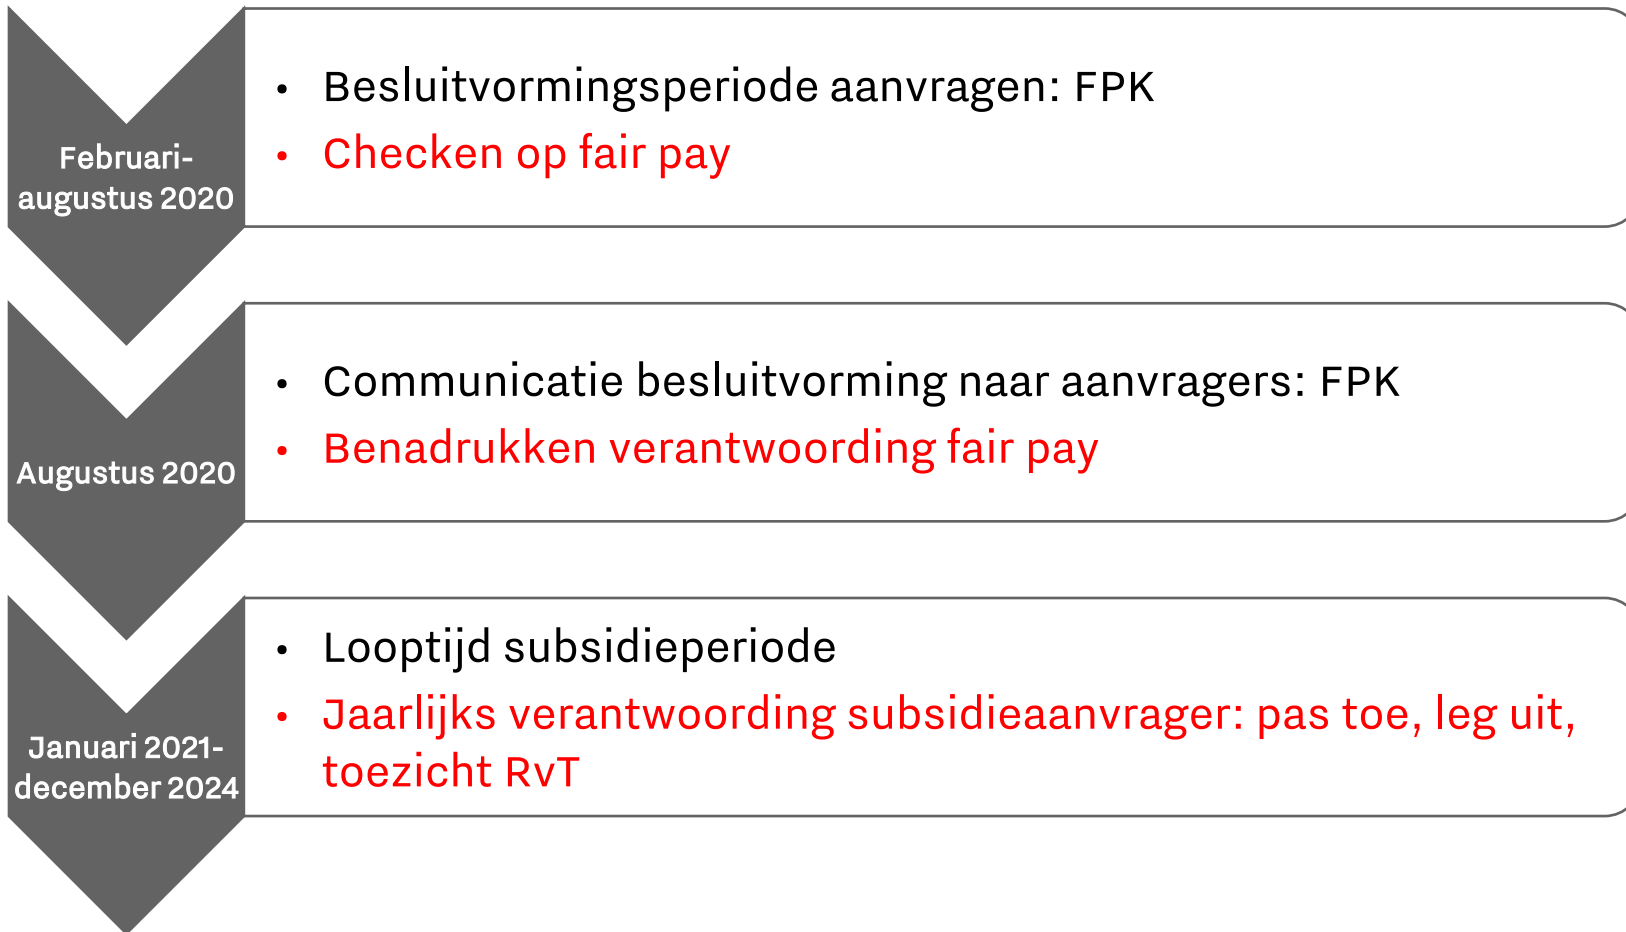 Februari-
augustus 2020
• Besluitvormingsperiode aanvragen: FPK
• Checken op fair pay
Augustus 2020
• Communicatie besluitvorming naar aanvragers: FPK
• Benadrukken verantwoording fair pay
Januari 2021-
december 2024
• Looptijd subsidieperiode
• Jaarlijks verantwoording subsidieaanvrager: pas toe, leg uit,
toezicht RvT